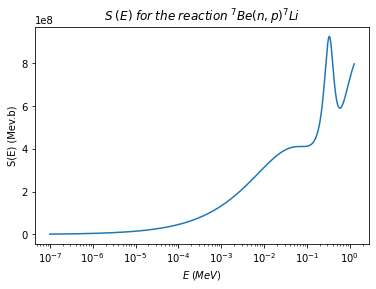 S (E) for the reaction ⁷Be(n, p)⁷Li
1e8
8
6
4
2
0
S(E) (Mev.b)
10⁻⁷ 10⁻⁶ 10⁻⁵ 10⁻⁴ 10⁻³ 10⁻² 10⁻¹ 10⁰
E (MeV)